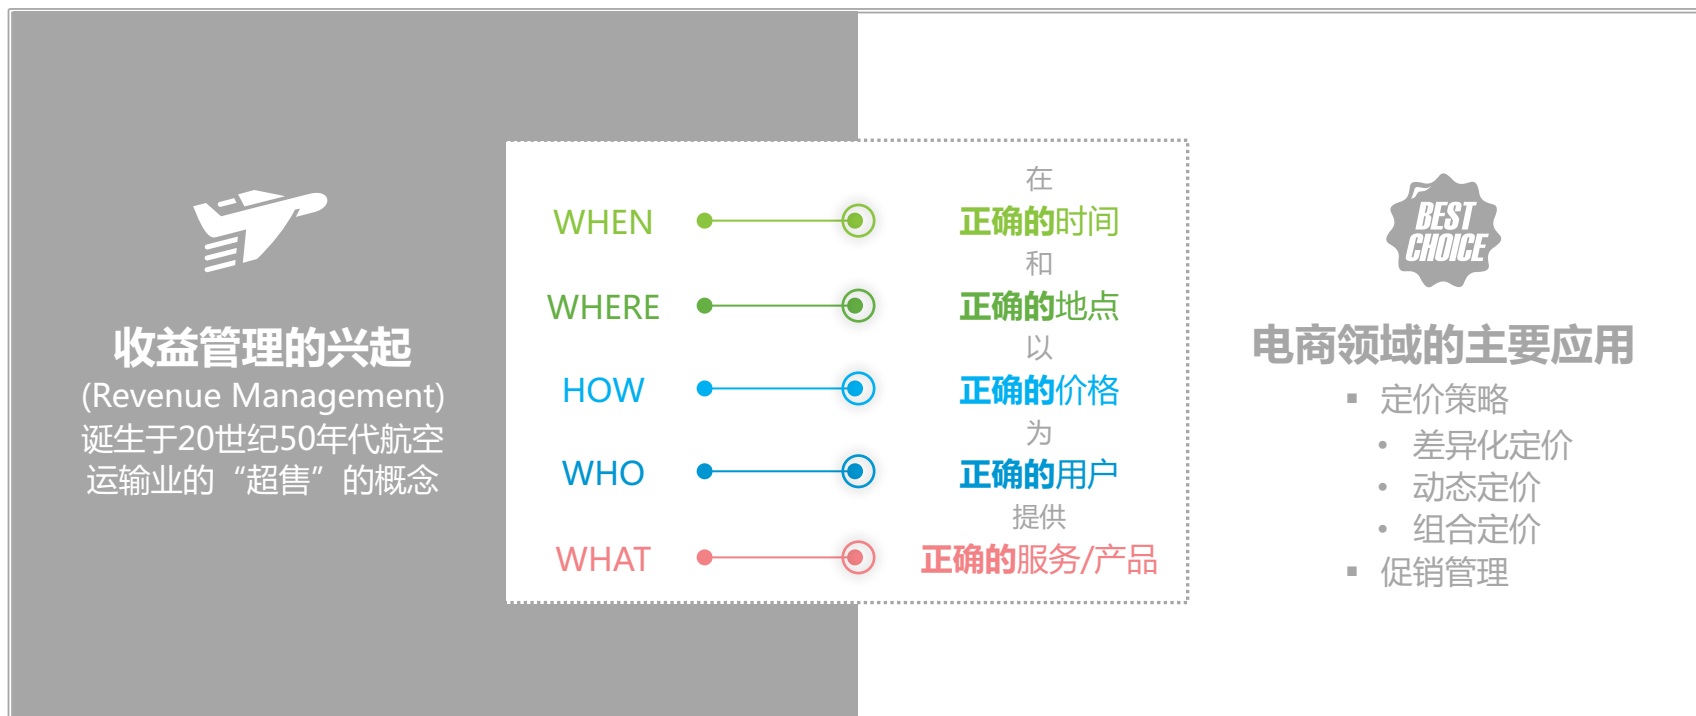 收益管理的兴起
(Revenue Management)
诞生于20世纪50年代航空
运输业的“超售”的概念
在
WHEN 正确的时间
和
WHERE 正确的地点
以
HOW 正确的价格
为
WHO 正确的用户
提供
WHAT 正确的服务/产品
BEST
CHOICE
电商领域的主要应用
▪ 定价策略
• 差异化定价
• 动态定价
• 组合定价
▪ 促销管理